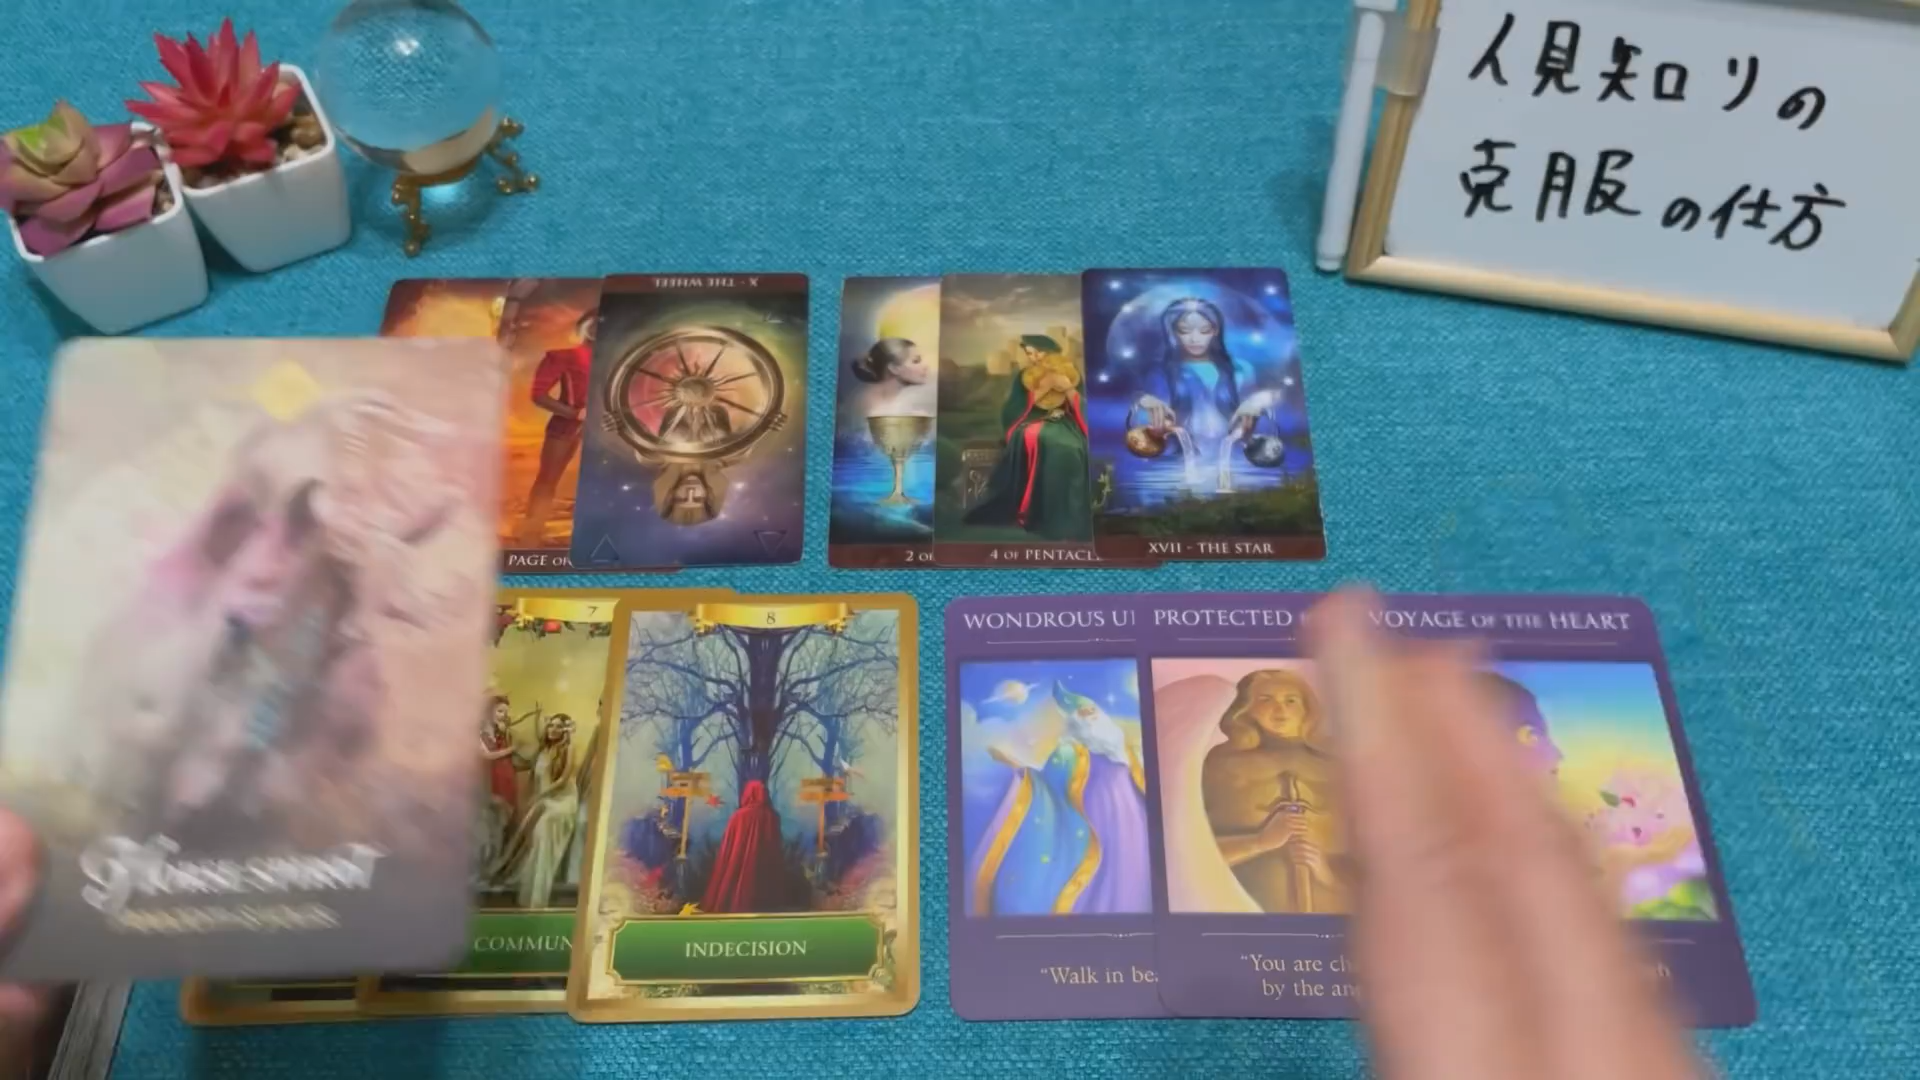 人見知りの
克服の仕方
X - THE WHEEL
PAGE OF
2 OF
4 OF PENTACL
XVII - THE STAR
7
8
COMMUN
INDECISION
WONDROUS
PROTECTED
VOYAGE OF THE HEART
"Walk in be
"You are ch
by the an